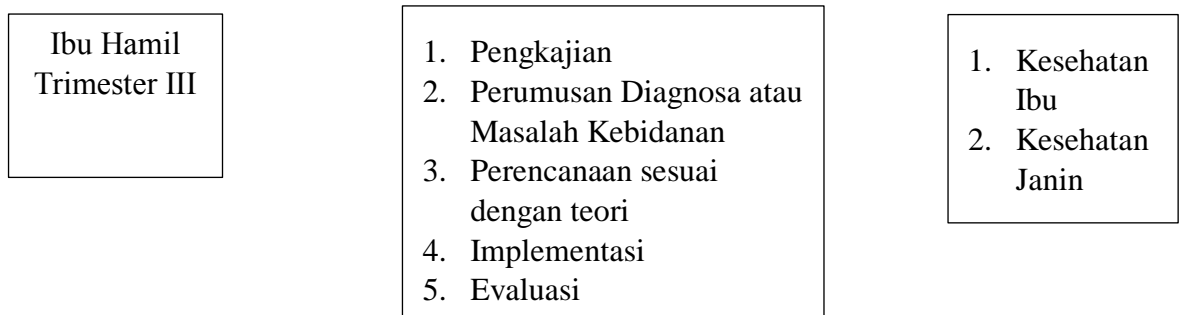 Ibu Hamil
Trimester III
1. Pengkajian
2. Perumusan Diagnosa atau
Masalah Kebidanan
3. Perencanaan sesuai
dengan teori
4. Implementasi
5. Evaluasi
1. Kesehatan
Ibu
2. Kesehatan
Janin